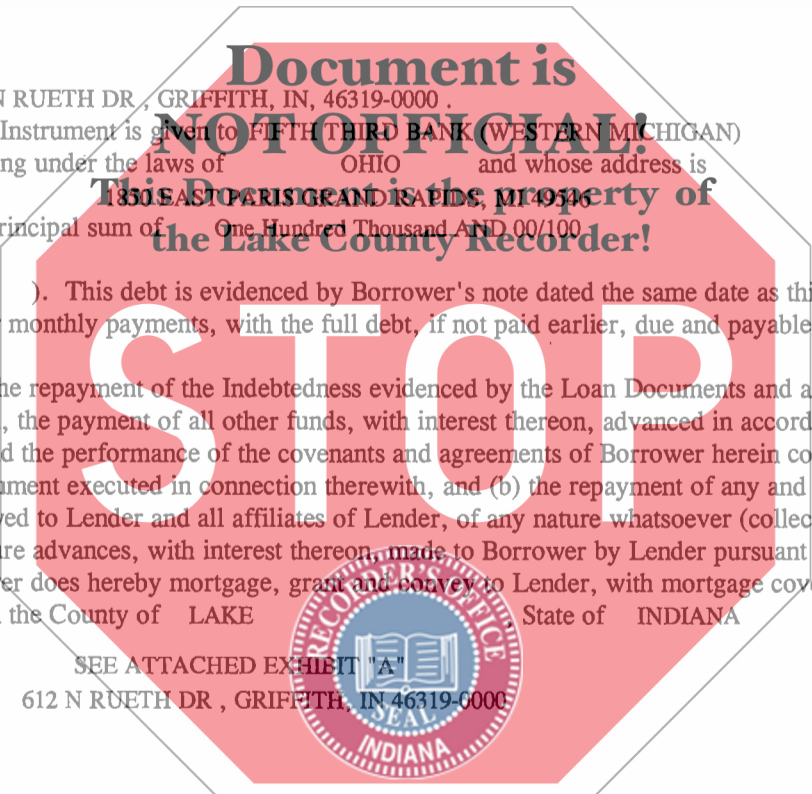 Document is
N RUETH DR , GRIFFITH, IN, 46319-0000 .
NOT OFFICIAL!
Instrument is given to FIFTH THIRD BANK (WESTERN MICHIGAN)
ng under the laws of OHIO and whose address is
This Document is the property of
1850 EAST PARIS GRAND RAPIDS, MI 49546
rincipal sum of One Hundred Thousand AND 00/100
the Lake County Recorder!
). This debt is evidenced by Borrower's note dated the same date as thi
monthly payments, with the full debt, if not paid earlier, due and payable
STOP
he repayment of the Indebtedness evidenced by the Loan Documents and a
, the payment of all other funds, with interest thereon, advanced in accord
d the performance of the covenants and agreements of Borrower herein co
ument executed in connection therewith, and (b) the repayment of any and
ved to Lender and all affiliates of Lender, of any nature whatsoever (collec
re advances, with interest thereon, made to Borrower by Lender pursuant
er does hereby mortgage, grant and convey to Lender, with mortgage cov
the County of LAKE , State of INDIANA
SEE ATTACHED EXHIBIT "A"
612 N RUETH DR , GRIFFITH, IN 46319-0000
RECORDER'S OFFICE
SEAL
INDIANA